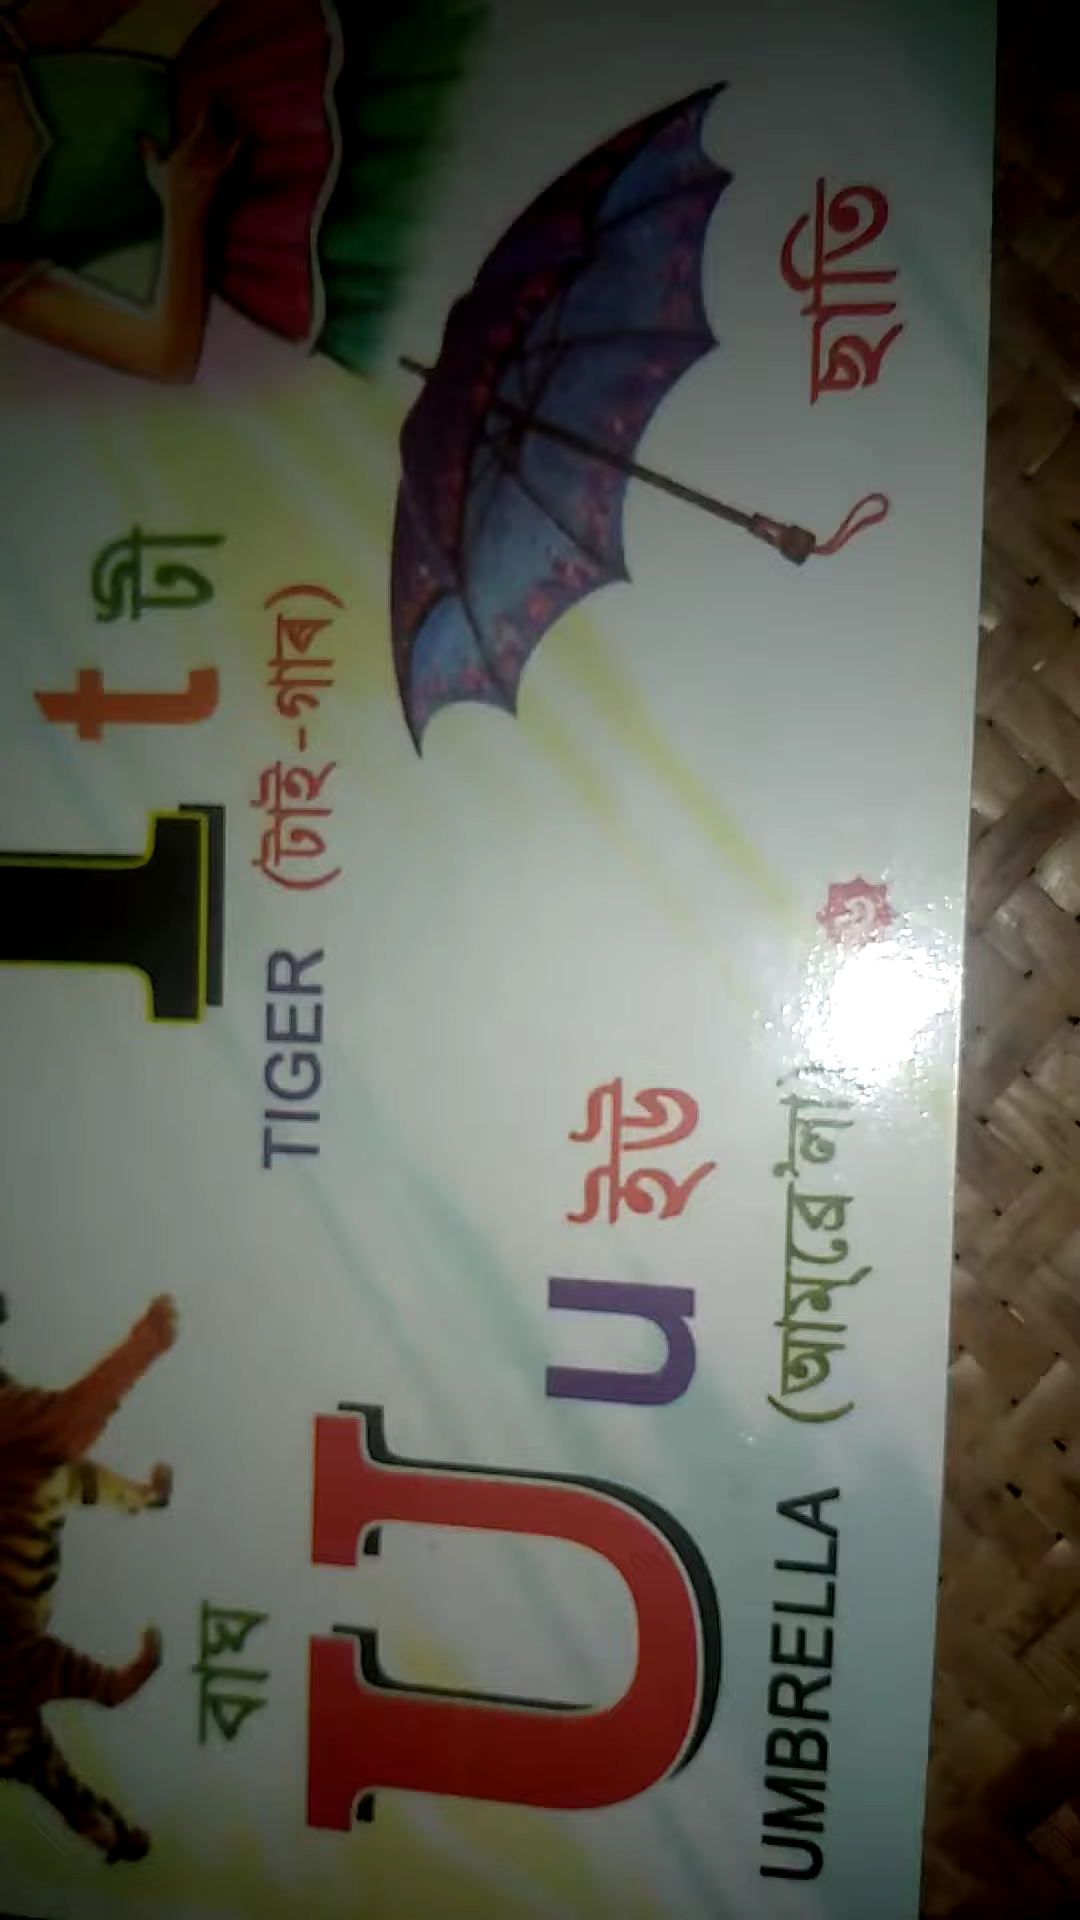 T t টী
TIGER (টাই-গাৰ)
বাঘ
U u ইউ
UMBRELLA (আম্‌ব্ৰেলা)
ছাতি